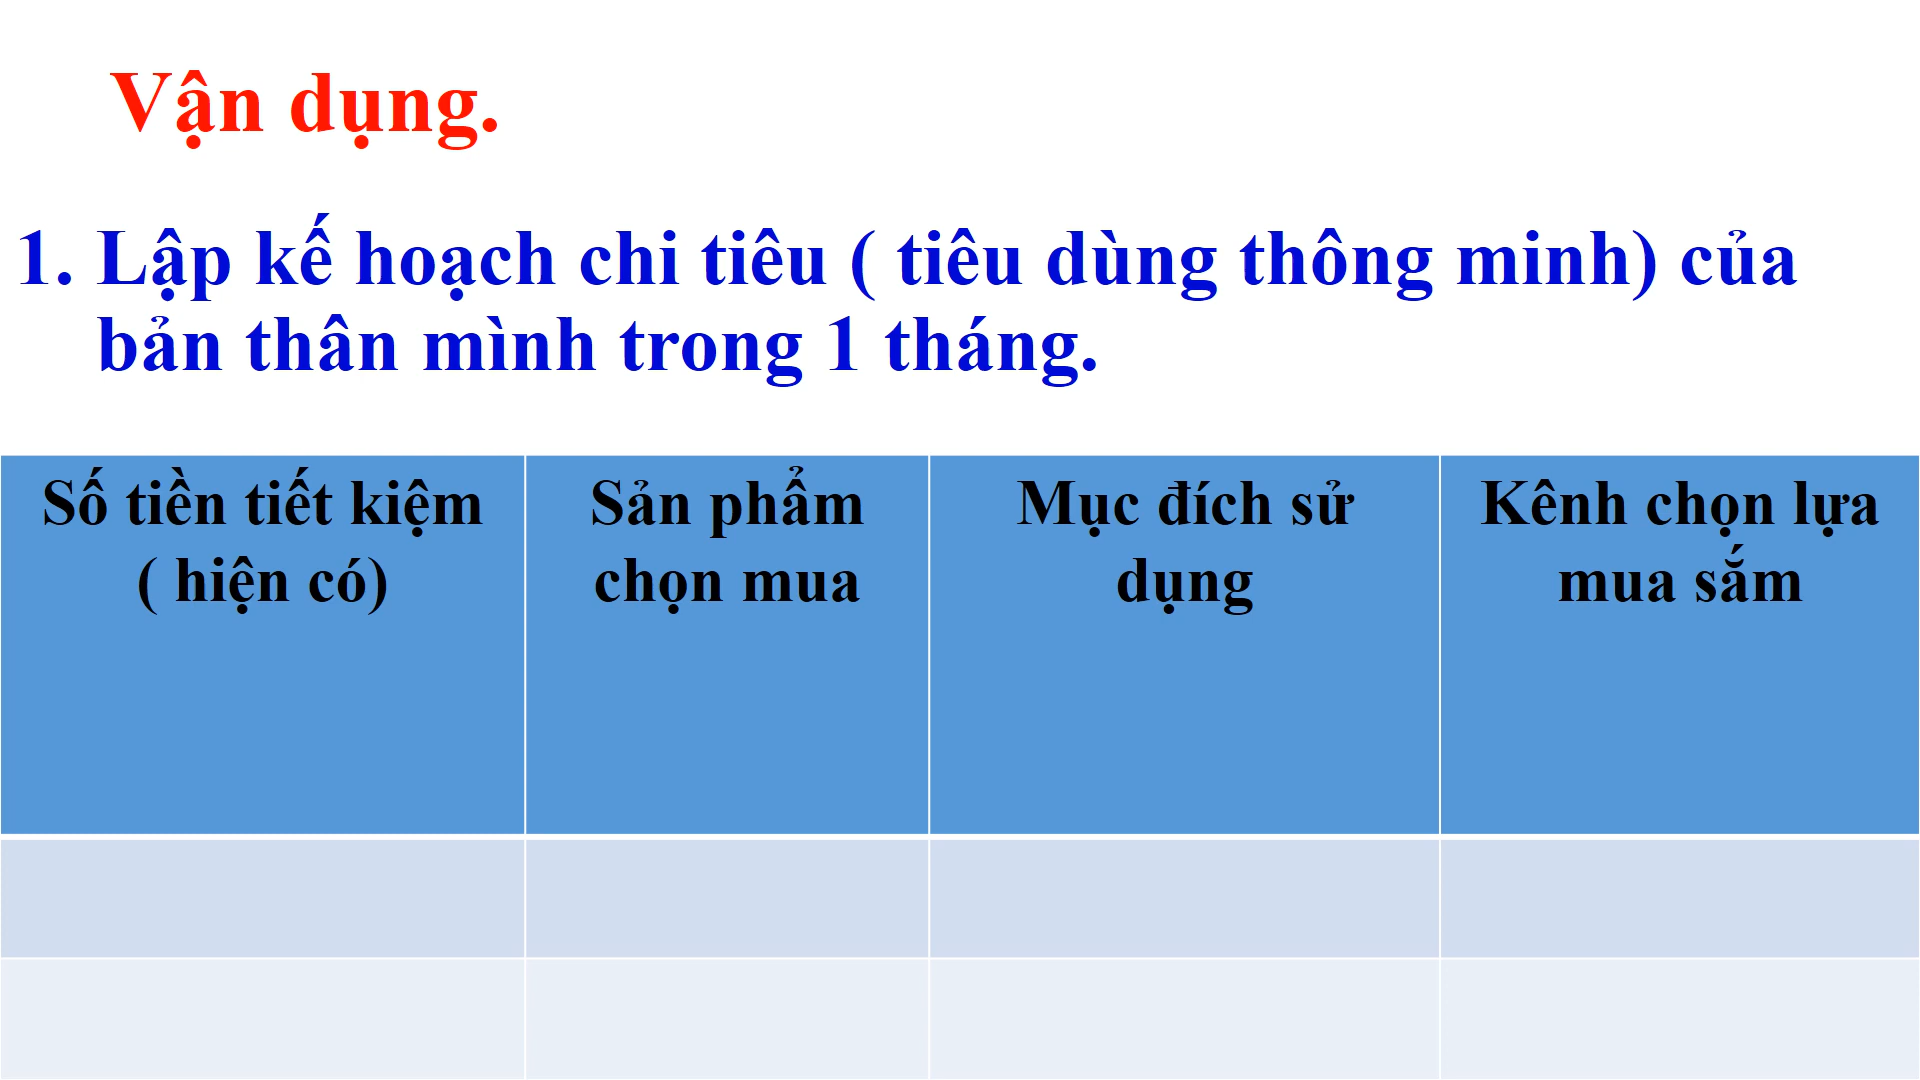 Vận dụng.
1. Lập kế hoạch chi tiêu ( tiêu dùng thông minh) của
bản thân mình trong 1 tháng.
Số tiền tiết kiệm
( hiện có)
Sản phẩm
chọn mua
Mục đích sử
dụng
Kênh chọn lựa
mua sắm